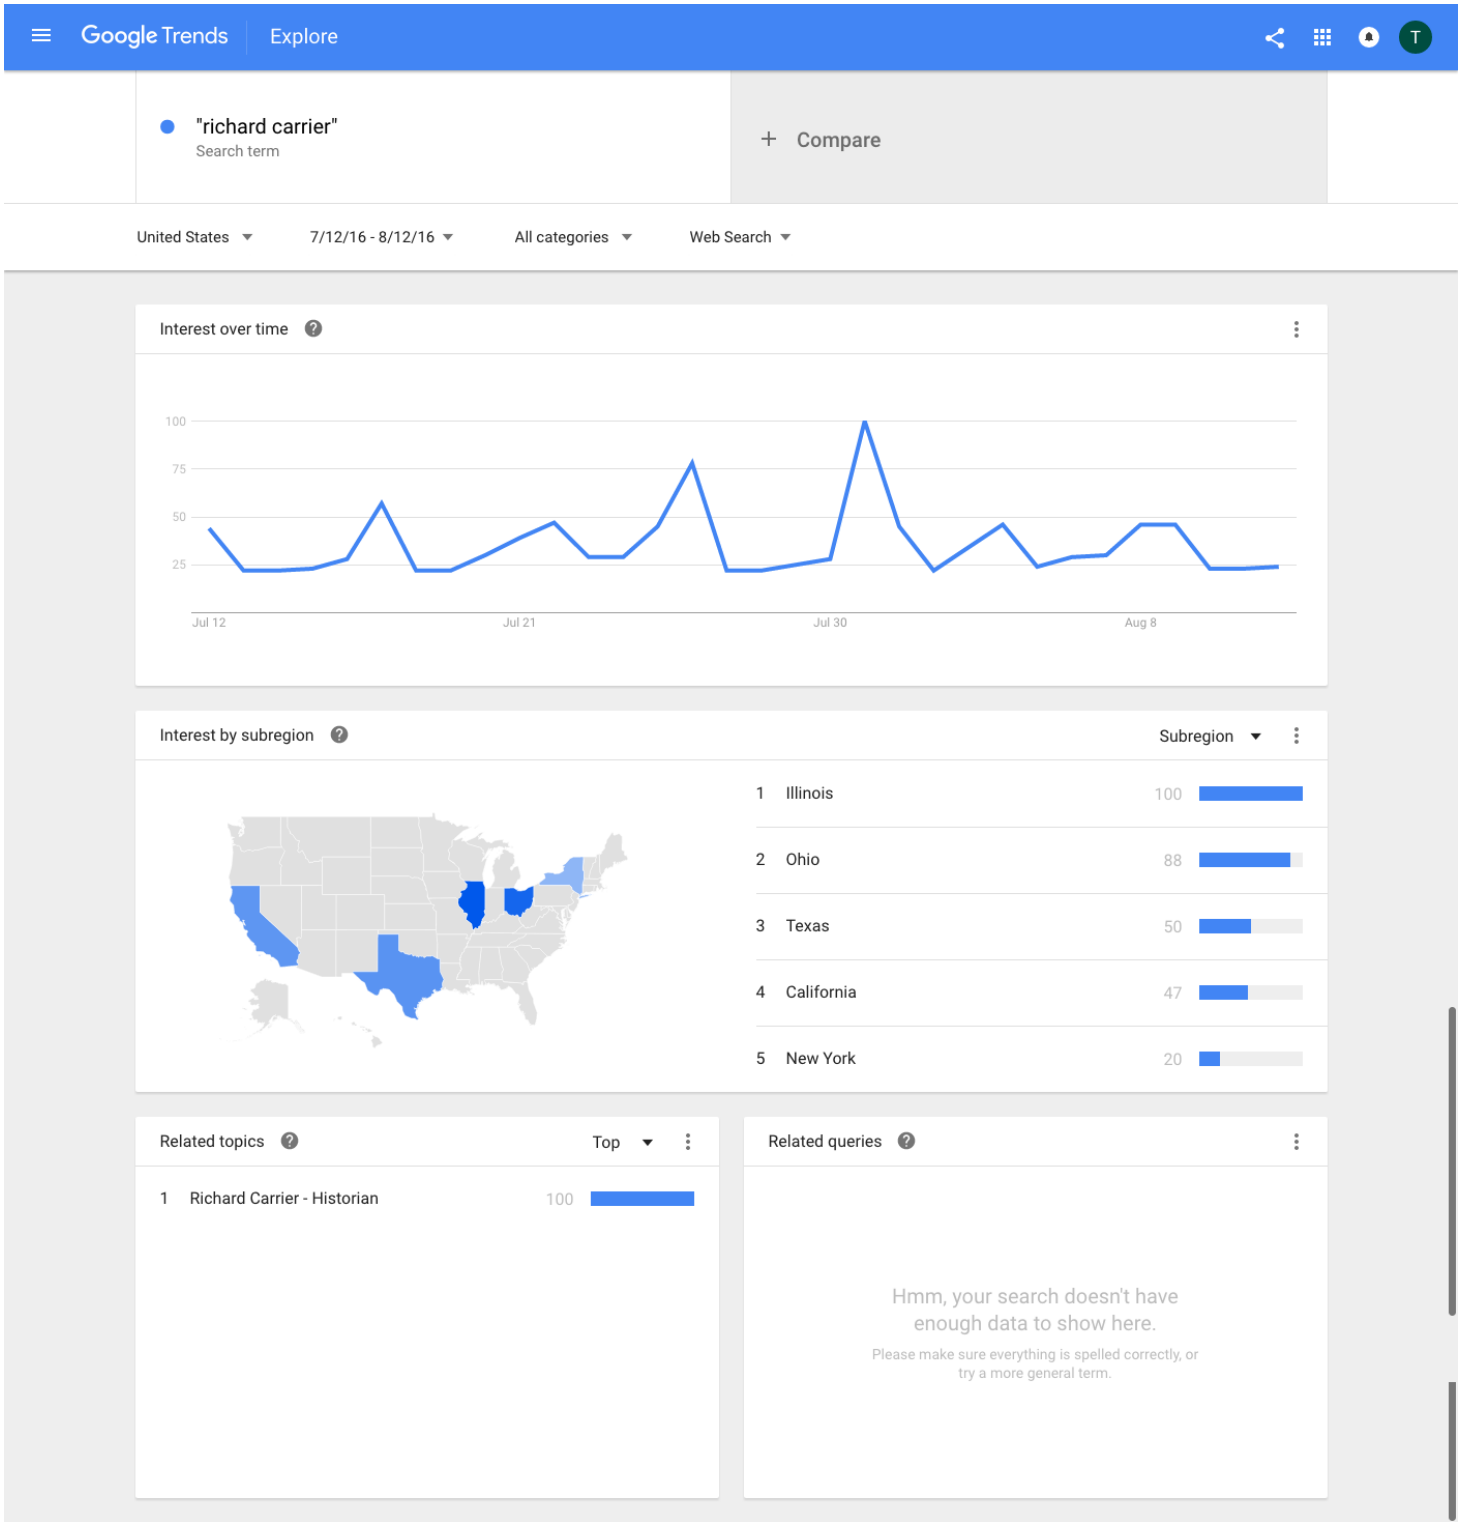 Google Trends Explore
T
"richard carrier"
Search term
+ Compare
United States 7/12/16 - 8/12/16 All categories Web Search
Interest over time ?
100
75
50
25
Jul 12 Jul 21 Jul 30 Aug 8
Interest by subregion ? Subregion
1 Illinois 100
2 Ohio 88
3 Texas 50
4 California 47
5 New York 20
Related topics ? Top
1 Richard Carrier - Historian 100
Related queries ?
Hmm, your search doesn't have
enough data to show here.
Please make sure everything is spelled correctly, or
try a more general term.